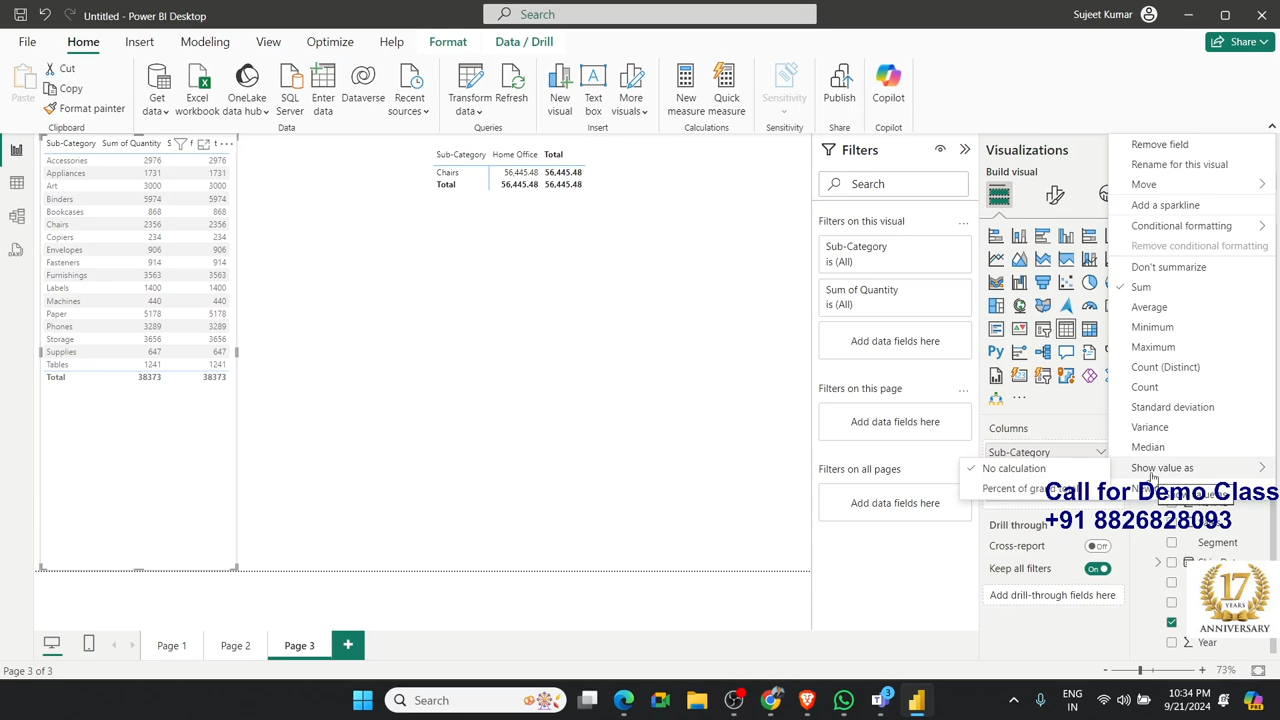 Untitled - Power BI Desktop
Search
Sujeet Kumar
File Home Insert Modeling View Optimize Help Format Data / Drill
Share
Paste
Cut
Copy
Format painter
Clipboard
Get data
Excel workbook
OneLake data hub
SQL Server
Enter data
Dataverse
Recent sources
Data
Transform data
Refresh
Queries
New visual
Text box
More visuals
Insert
New measure
Quick measure
Calculations
Sensitivity
Sensitivity
Publish
Share
Copilot
Copilot
Sub-Category Sum of Quantity
Accessories 2976 2976
Appliances 1731 1731
Art 3000 3000
Binders 5974 5974
Bookcases 868 868
Chairs 2356 2356
Copiers 234 234
Envelopes 906 906
Fasteners 914 914
Furnishings 3563 3563
Labels 1400 1400
Machines 440 440
Paper 5178 5178
Phones 3289 3289
Storage 3656 3656
Supplies 647 647
Tables 1241 1241
Total 38373 38373
Sub-Category Home Office Total
Chairs 56,445.48 56,445.48
Total 56,445.48 56,445.48
Filters
Search
Filters on this visual
Sub-Category
is (All)
Sum of Quantity
is (All)
Add data fields here
Filters on this page
Add data fields here
Filters on all pages
Add data fields here
Visualizations
Build visual
Columns
Sub-Category
No calculation
Percent of grand
Drill through
Cross-report Off
Keep all filters On
Add drill-through fields here
Remove field
Rename for this visual
Move
Add a sparkline
Conditional formatting
Remove conditional formatting
Don't summarize
Sum
Average
Minimum
Maximum
Count (Distinct)
Count
Standard deviation
Variance
Median
Show value as
Call for Demo Class
+91 8826828093
Segment
Year
17
YEARS
ANNIVERSARY
Page 1 Page 2 Page 3
Page 3 of 3
73%
Search
3
ENG
IN
10:34 PM
9/21/2024